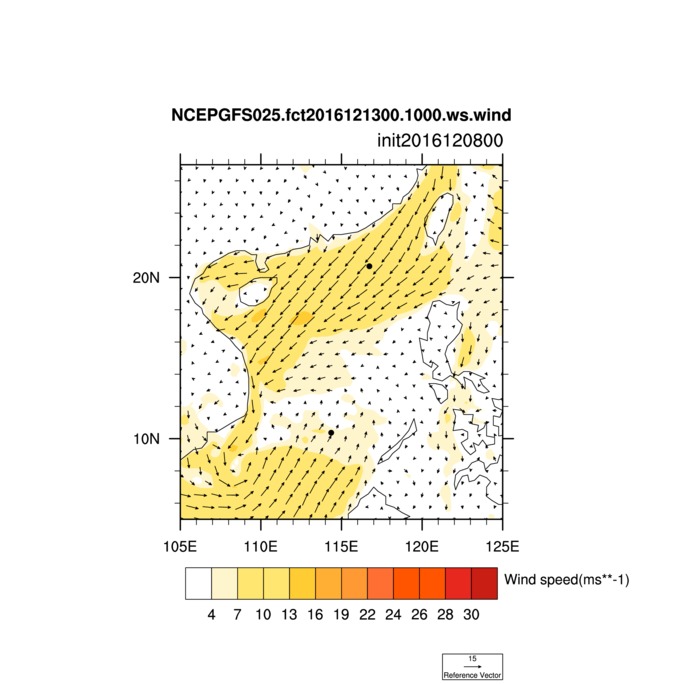 NCEPGFS025.fct2016121300.1000.ws.wind
init2016120800
20N
10N
105E 110E 115E 120E 125E
Wind speed(ms**-1)
4 7 10 13 16 19 22 24 26 28 30
15
Reference Vector